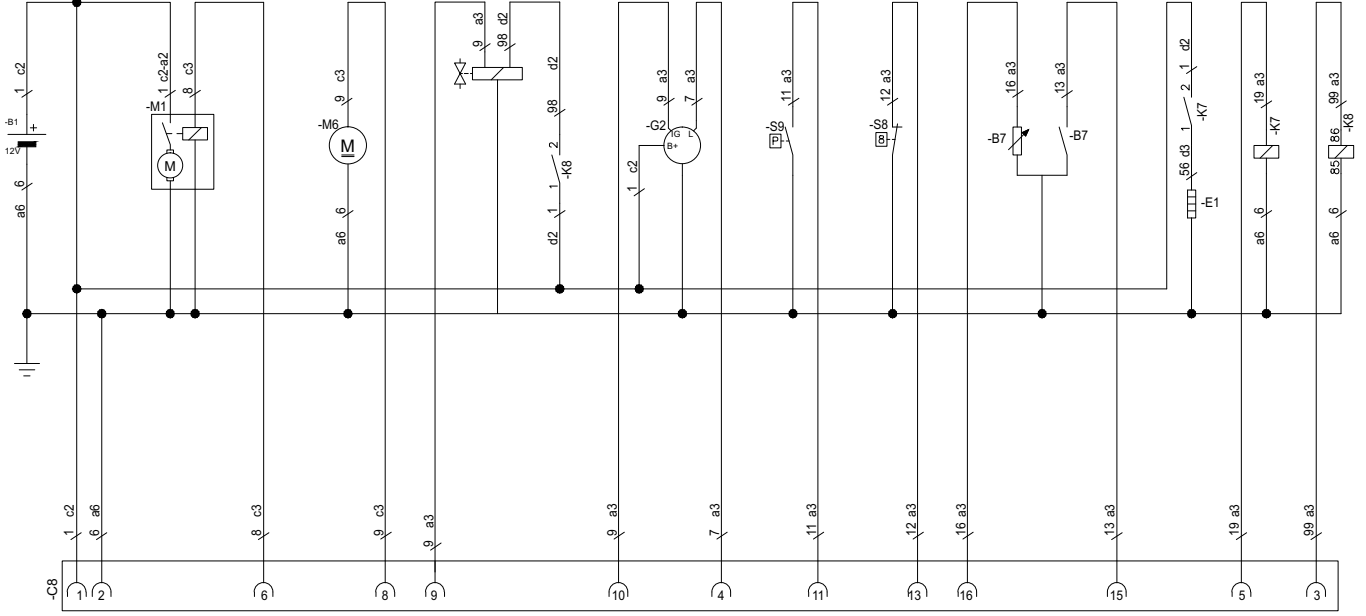 1 c2
-B1
+
12V
a6 6
1 c2-a2
8 c3
-M1
M
9 c3
-M6
M
a6 6
9 a3
98 d2
d2
98
2
1
-K8
d2 1
9 a3
7 a3
-G2
IG L
B+
1 c2
11 a3
-S9
P
12 a3
-S8
8
16 a3
13 a3
-B7
-B7
1 d2
2
1
-K7
56 d3
-E1
19 a3
-K7
a6 6
99 a3
85 86
-K8
a6 6
1 c2
6 a6
8 c3
9 c3
9 a3
9 a3
7 a3
11 a3
12 a3
16 a3
13 a3
19 a3
99 a3
-C8
1 2 6 8 9 10 4 11 13 16 15 5 3